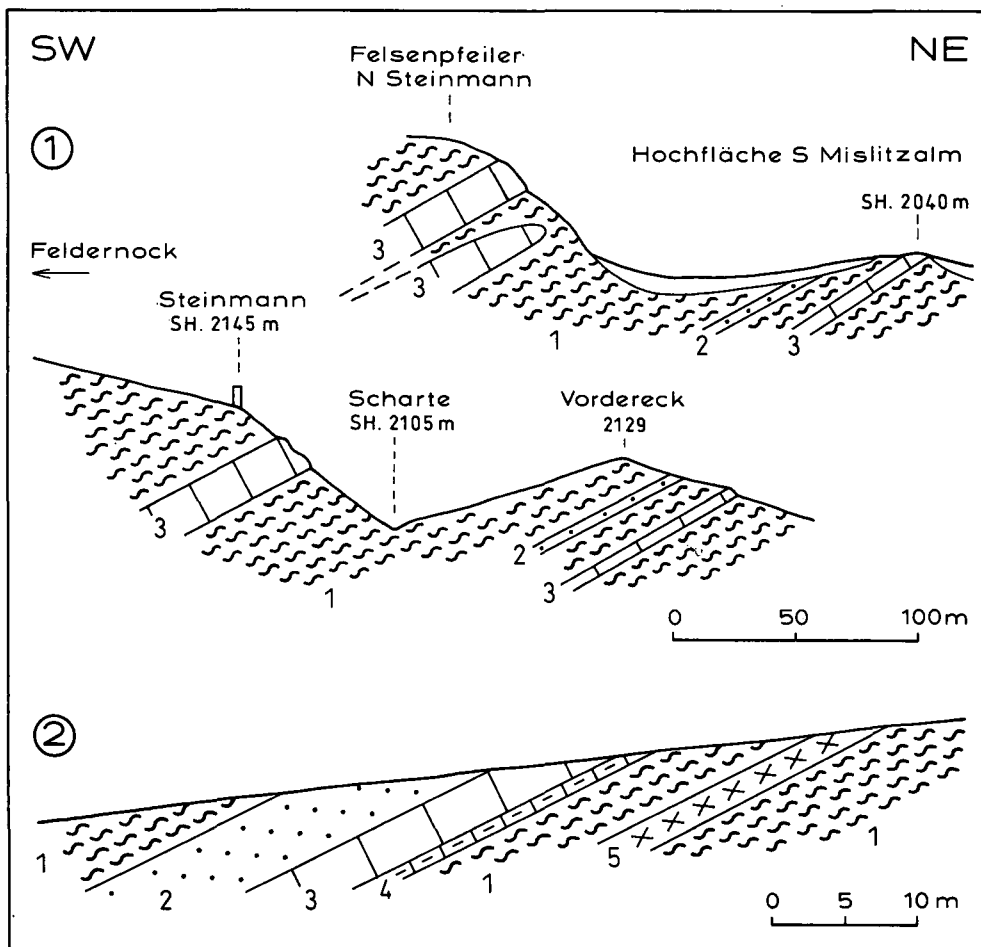 SW
NE
Felsenpfeiler
N Steinmann
①
Hochfläche S Mislitzalm
SH. 2040 m
Feldernock
3
3
1
2
3
Steinmann
SH. 2145 m
Scharte
SH. 2105 m
Vordereck
2129
3
1
2
3
0 50 100 m
②
1
2
3
4
1
5
1
0 5 10 m